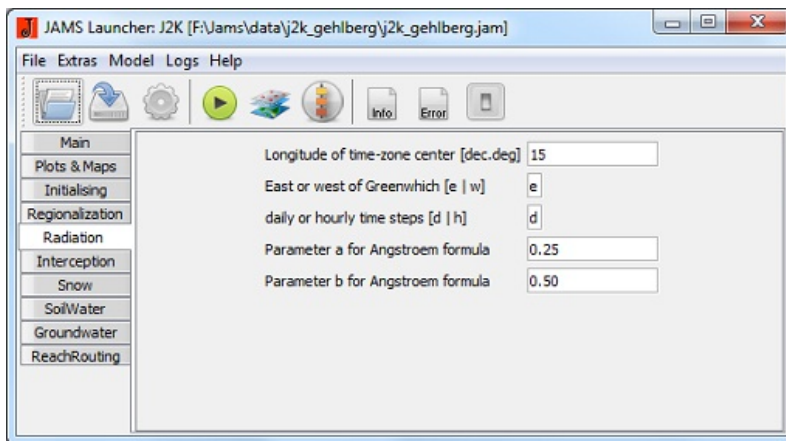 JAMS Launcher: J2K [F:\Jams\data\j2k_gehlberg\j2k_gehlberg.jam]
File Extras Model Logs Help
Info Error
Main
Plots & Maps
Initialising
Regionalization
Radiation
Interception
Snow
SoilWater
Groundwater
ReachRouting
Longitude of time-zone center [dec.deg] 15
East or west of Greenwhich [e | w] e
daily or hourly time steps [d | h] d
Parameter a for Angstroem formula 0.25
Parameter b for Angstroem formula 0.50